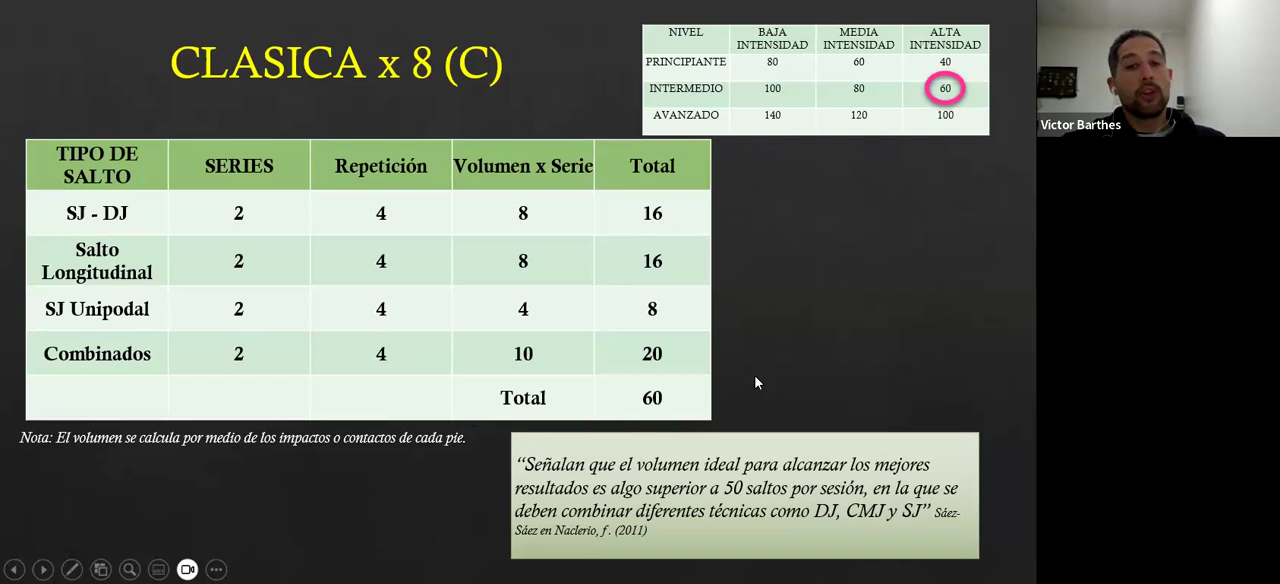 CLASICA x 8 (C)
NIVEL BAJA INTENSIDAD MEDIA INTENSIDAD ALTA INTENSIDAD
PRINCIPIANTE 80 60 40
INTERMEDIO 100 80 60
AVANZADO 140 120 100
Victor Barthes
TIPO DE SALTO SERIES Repetición Volumen x Serie Total
SJ - DJ 2 4 8 16
Salto Longitudinal 2 4 8 16
SJ Unipodal 2 4 4 8
Combinados 2 4 10 20
Total 60
Nota: El volumen se calcula por medio de los impactos o contactos de cada pie.
“Señalan que el volumen ideal para alcanzar los mejores
resultados es algo superior a 50 saltos por sesión, en la que se
deben combinar diferentes técnicas como DJ, CMJ y SJ” Sáez-
Sáez en Naclerio, f. (2011)